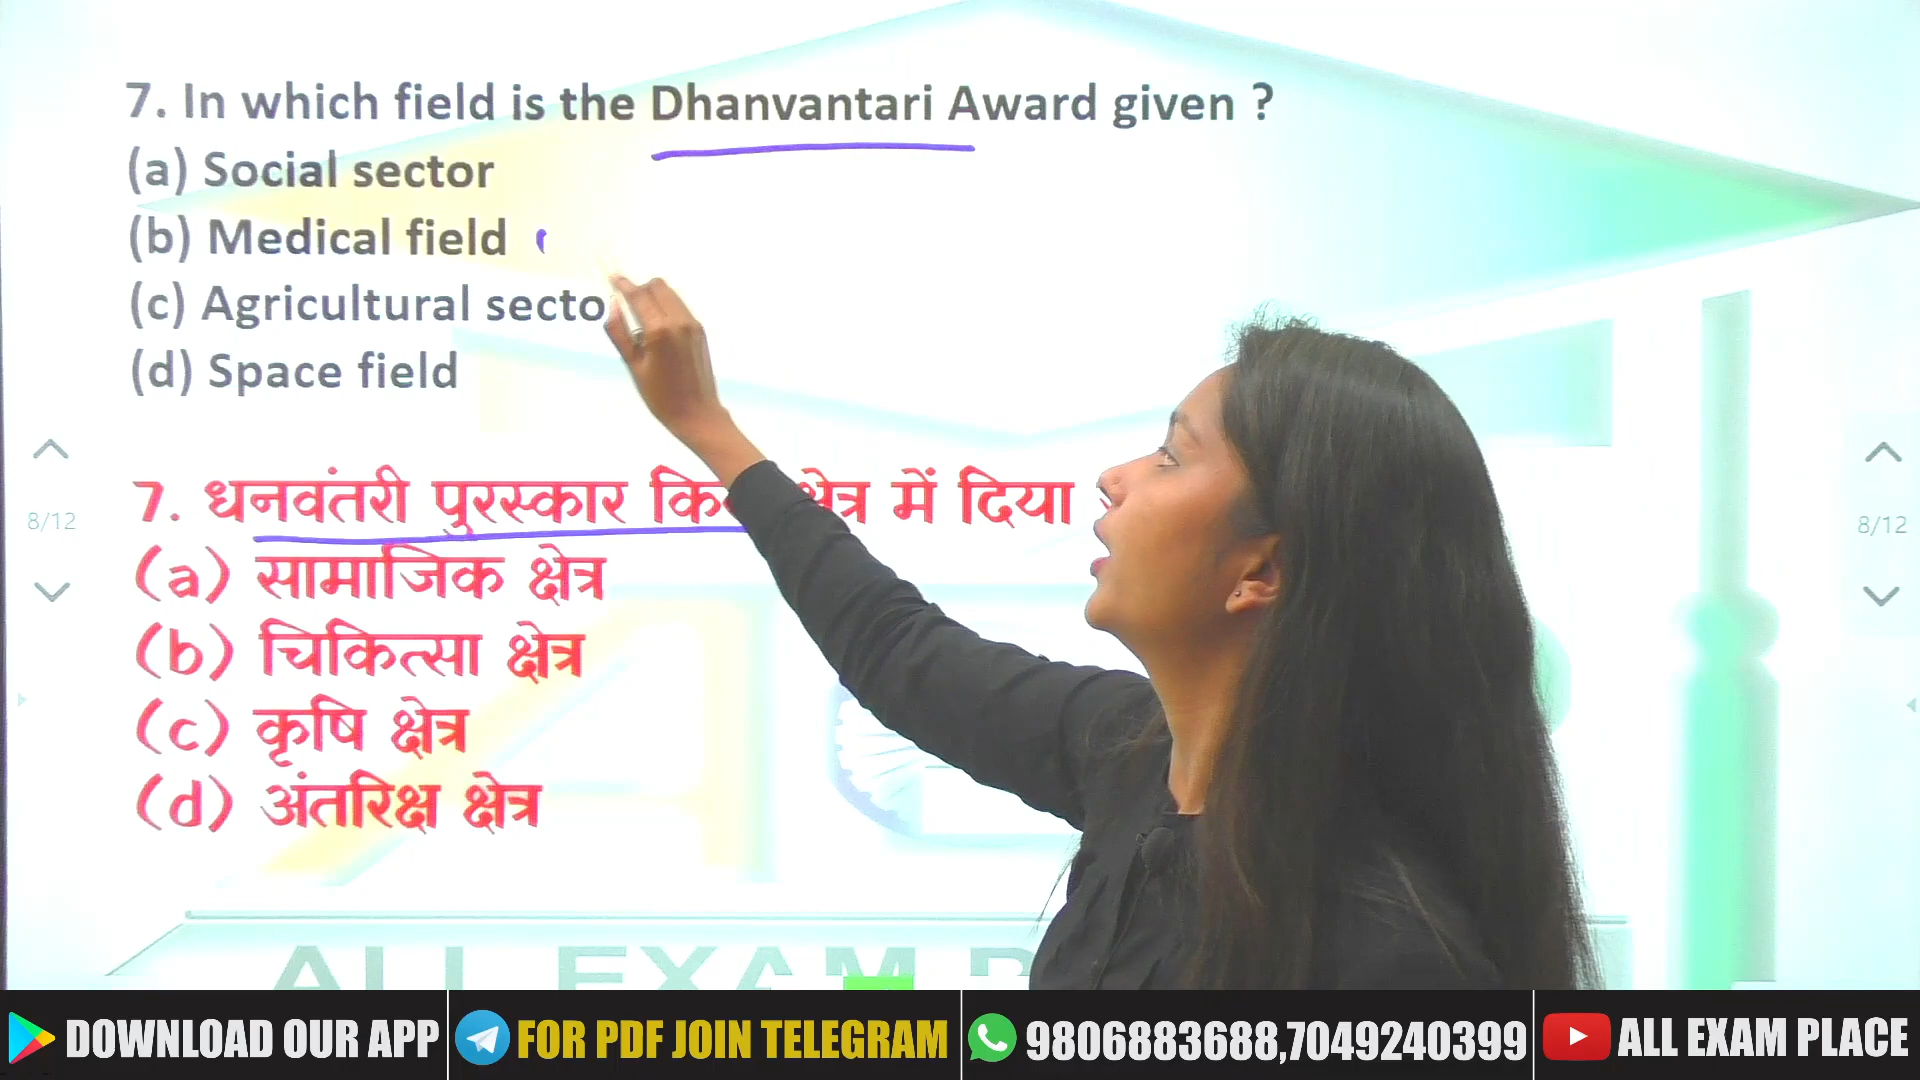 7. In which field is the Dhanvantari Award given ?
(a) Social sector
(b) Medical field
(c) Agricultural secto
(d) Space field
8/12
8/12
7. धनवंतरी पुरस्कार क्षेत्र में दिया
(a) सामाजिक क्षेत्र
(b) चिकित्सा क्षेत्र
(c) कृषि क्षेत्र
(d) अंतरिक्ष क्षेत्र
ALL EXAM P
DOWNLOAD OUR APP
FOR PDF JOIN TELEGRAM
9806883688,7049240399
ALL EXAM PLACE